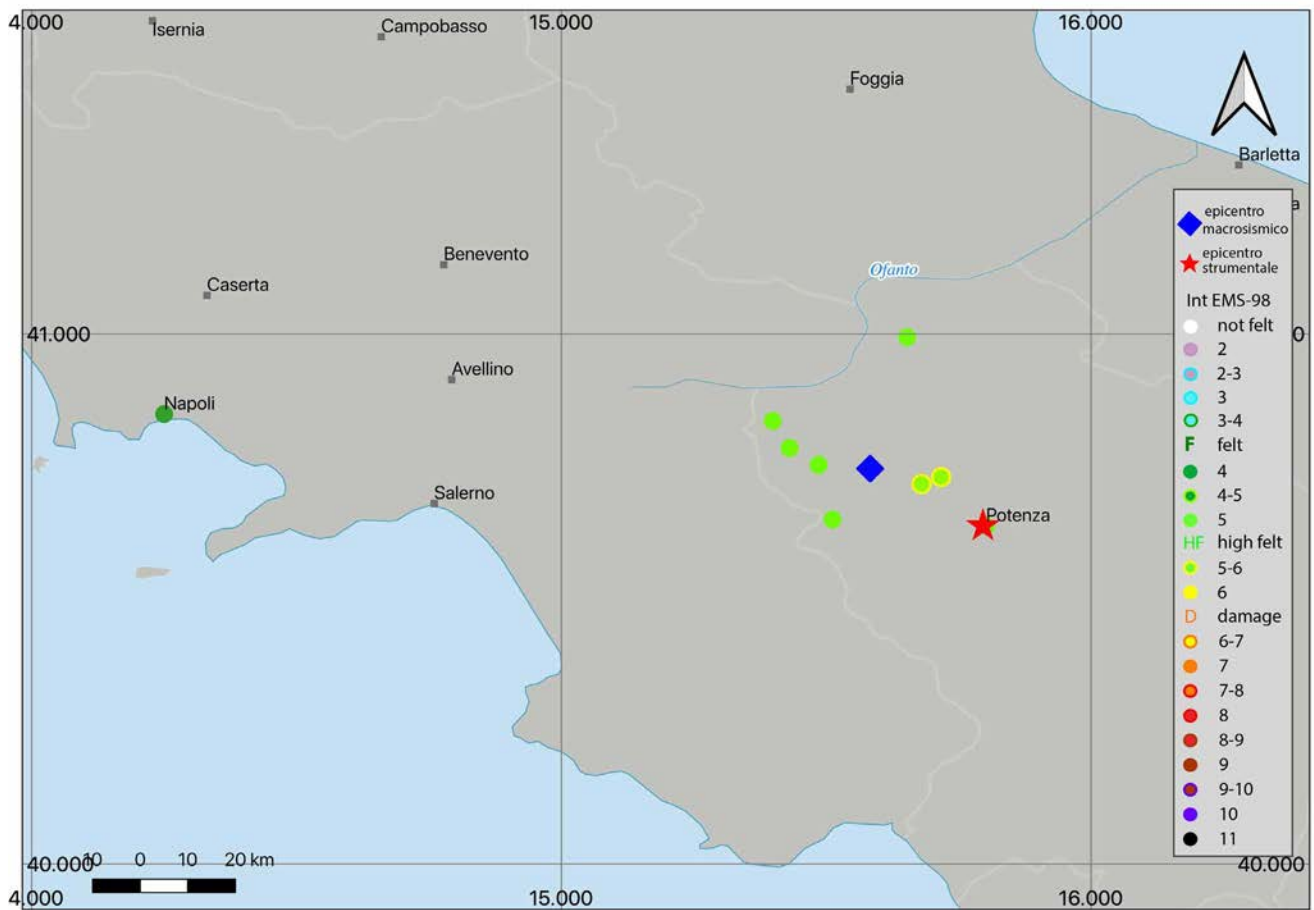 4.000
15.000
16.000
Isernia
Campobasso
Foggia
Barletta
a
epicentro
macrosismico
Benevento
epicentro
strumentale
Ofanto
Caserta
Int EMS-98
41.000
0
not felt
2
Avellino
2-3
3
Napoli
3-4
F felt
4
4-5
Salerno
Potenza
5
HF high felt
5-6
6
D damage
6-7
7
7-8
8
8-9
9
9-10
10
11
40.000
40.000
10 0 10 20 km
4.000
15.000
16.000